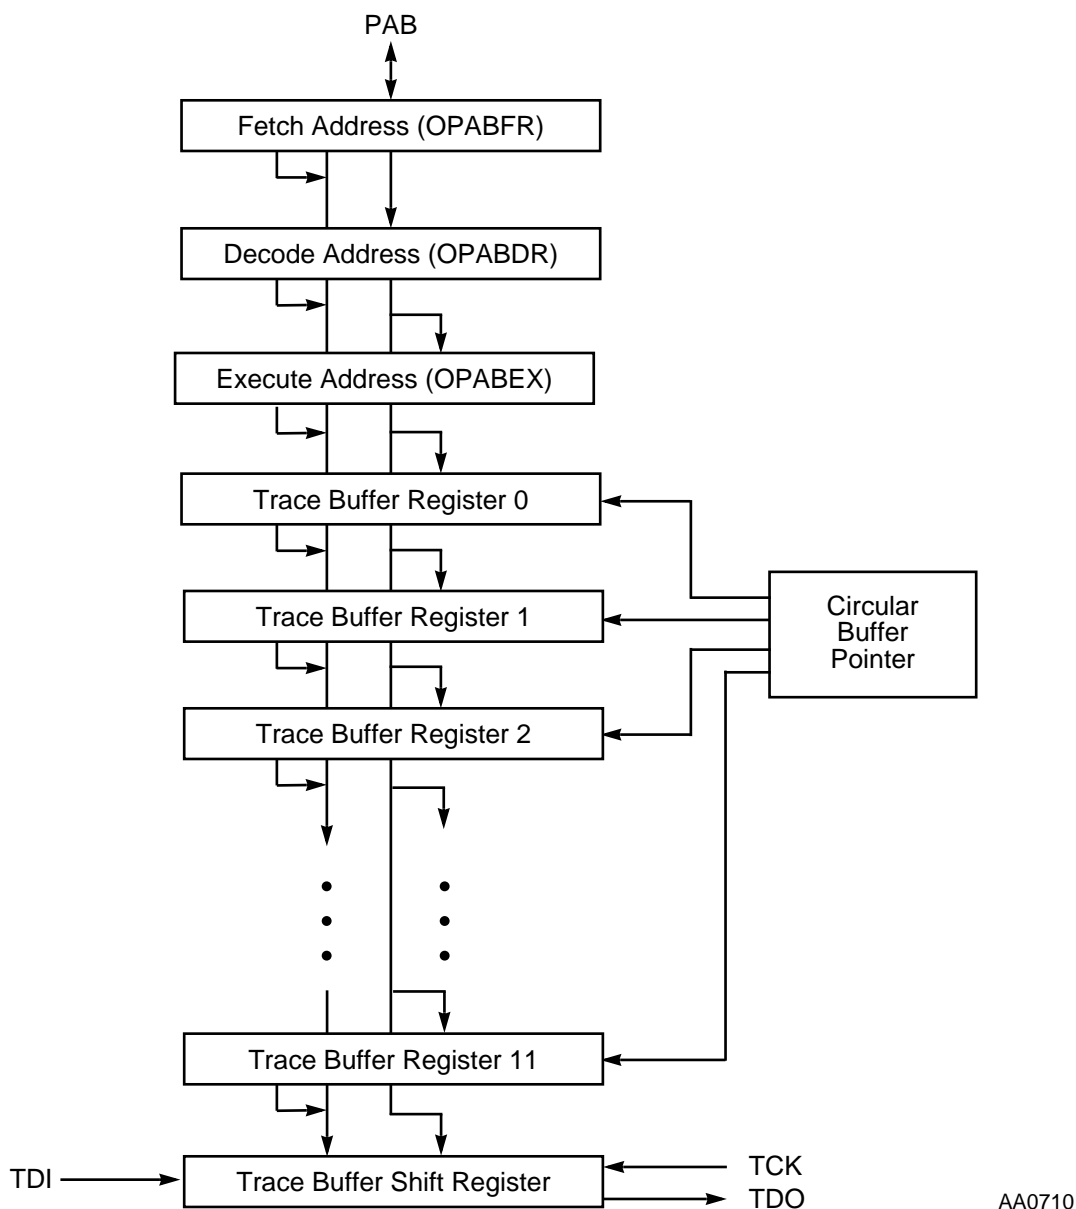 PAB
Fetch Address (OPABFR)
Decode Address (OPABDR)
Execute Address (OPABEX)
Trace Buffer Register 0
Trace Buffer Register 1
Circular
Buffer
Pointer
Trace Buffer Register 2
Trace Buffer Register 11
TDI
Trace Buffer Shift Register
TCK
TDO
AA0710